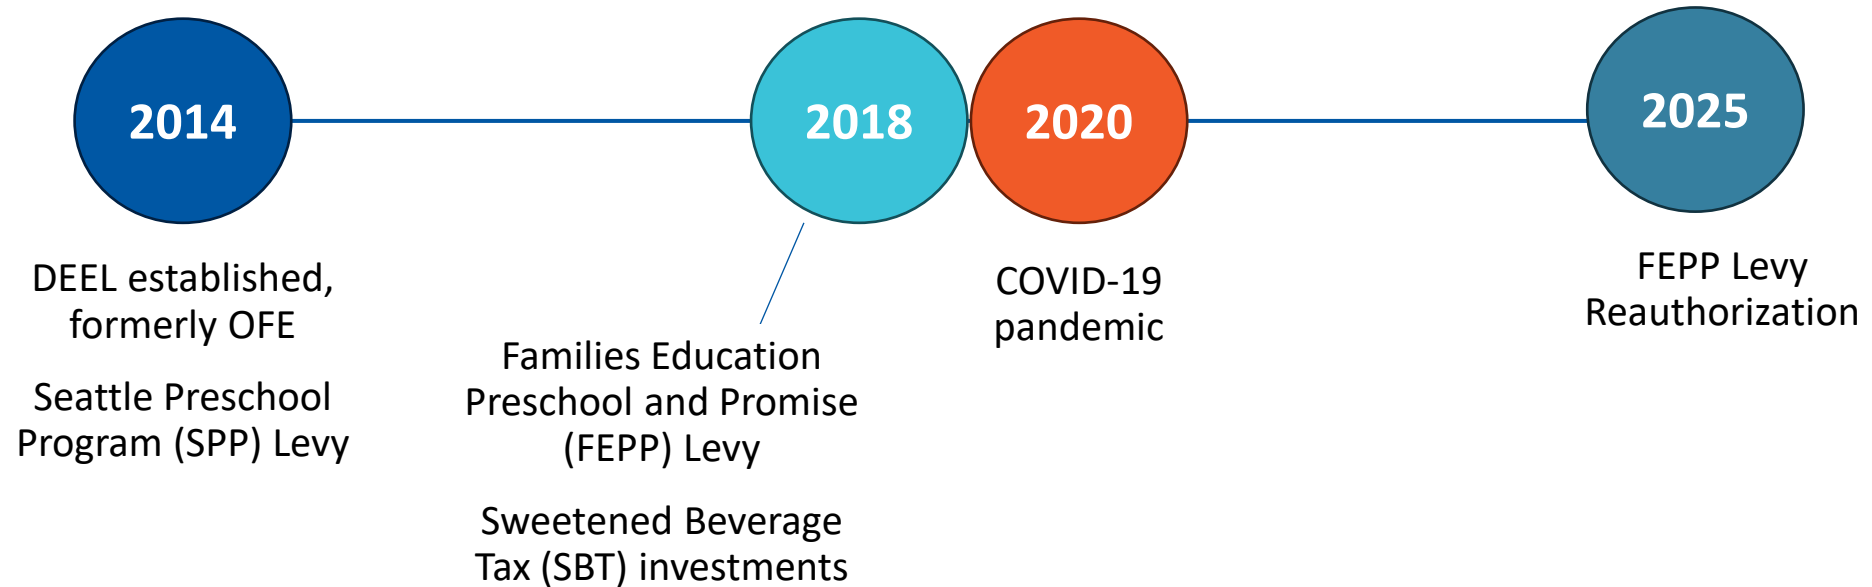 2014
DEEL established,
formerly OFE
Seattle Preschool
Program (SPP) Levy
2018
Families Education
Preschool and Promise
(FEPP) Levy
Sweetened Beverage
Tax (SBT) investments
2020
COVID-19
pandemic
2025
FEPP Levy
Reauthorization